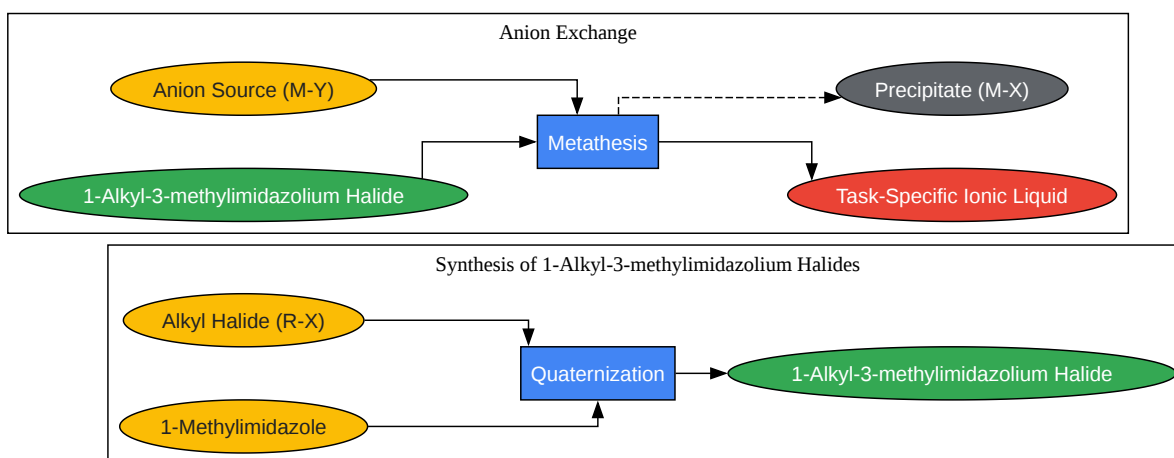 Anion Exchange
Anion Source (M-Y)
Precipitate (M-X)
Metathesis
1-Alkyl-3-methylimidazolium Halide
Task-Specific Ionic Liquid
Synthesis of 1-Alkyl-3-methylimidazolium Halides
Alkyl Halide (R-X)
Quaternization
1-Alkyl-3-methylimidazolium Halide
1-Methylimidazole